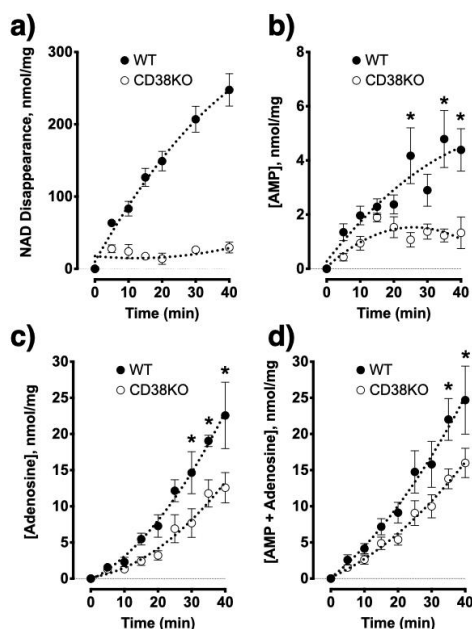 a)
WT
CD38KO
NAD Disappearance, nmol/mg
300
200
100
0
0 10 20 30 40
Time (min)
b)
WT
CD38KO
[AMP], nmol/mg
8
6
4
2
0
* * *
0 10 20 30 40
Time (min)
c)
WT
CD38KO
[Adenosine], nmol/mg
30
25
20
15
10
5
0
* * *
0 10 20 30 40
Time (min)
d)
WT
CD38KO
[AMP + Adenosine], nmol/mg
30
25
20
15
10
5
0
* *
0 10 20 30 40
Time (min)